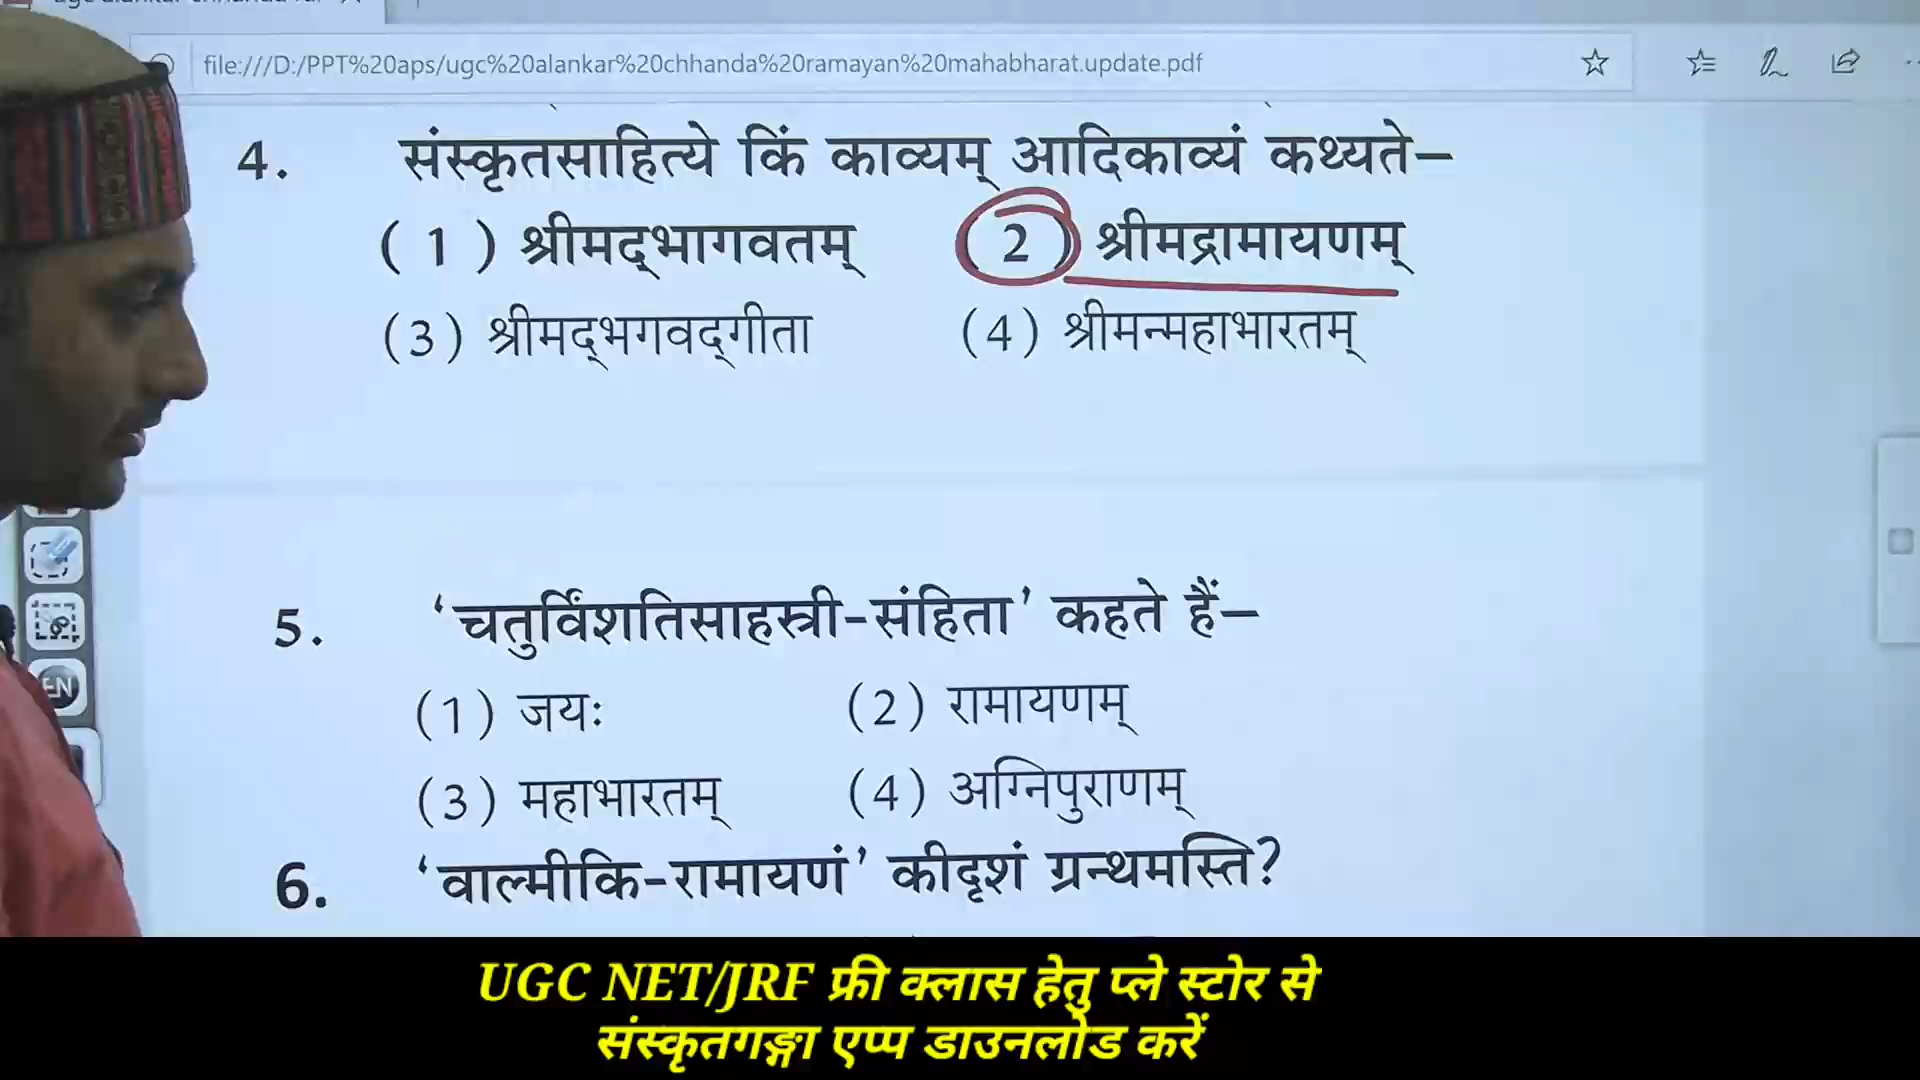 file:///D:/PPT%20aps/ugc%20alankar%20chhanda%20ramayan%20mahabharat.update.pdf
4. संस्कृतसाहित्ये किं काव्यम् आदिकाव्यं कथ्यते–
( 1 ) श्रीमद्भागवतम् ( 2 ) श्रीमद्रामायणम्
(3) श्रीमद्भगवद्गीता (4) श्रीमन्महाभारतम्
5. ‘चतुर्विंशतिसाहस्त्री-संहिता’ कहते हैं–
(1) जयः (2) रामायणम्
(3) महाभारतम् (4) अग्निपुराणम्
EN
6. ‘वाल्मीकि-रामायणं’ कीदृशं ग्रन्थमस्ति?
UGC NET/JRF फ्री क्लास हेतु प्ले स्टोर से
संस्कृतगङ्गा एप्प डाउनलोड करें